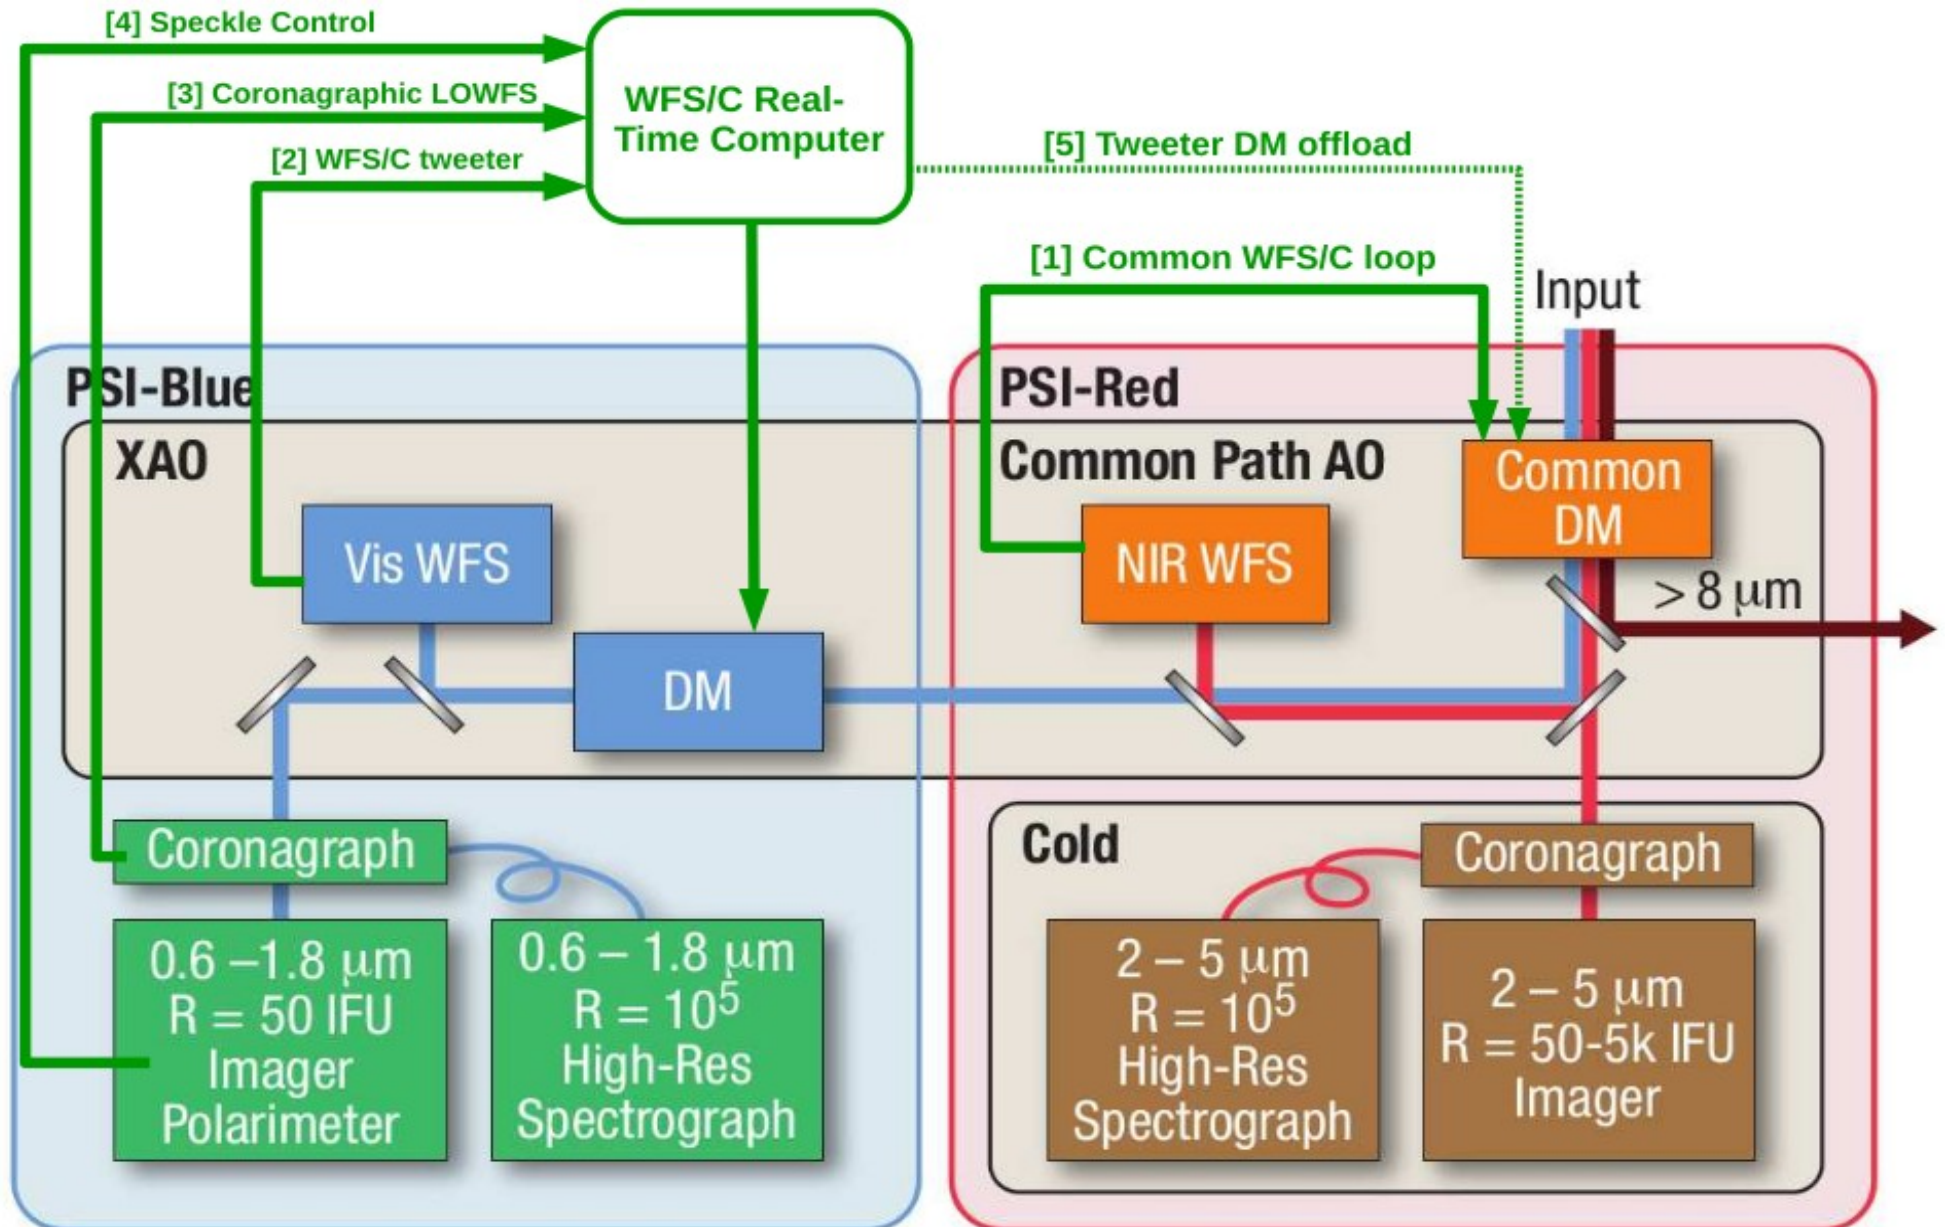 [4] Speckle Control
[3] Coronagraphic LOWFS
[2] WFS/C tweeter
WFS/C Real-
Time Computer
[5] Tweeter DM offload
[1] Common WFS/C loop
Input
PSI-Blue
PSI-Red
XAO
Common Path AO
Common
DM
Vis WFS
NIR WFS
> 8 μm
DM
Coronagraph
Cold
Coronagraph
0.6 –1.8 μm
R = 50 IFU
Imager
Polarimeter
0.6 – 1.8 μm
R = 10⁵
High-Res
Spectrograph
2 – 5 μm
R = 10⁵
High-Res
Spectrograph
2 – 5 μm
R = 50-5k IFU
Imager